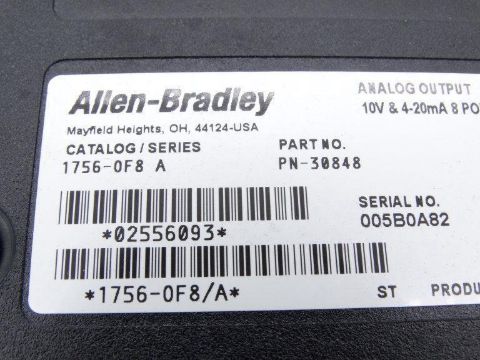 Allen-Bradley
Mayfield Heights, OH, 44124-USA
CATALOG / SERIES
1756-OF8 A
PART NO.
PN-30848
ANALOG OUTPUT
10V & 4-20mA 8 PO
SERIAL NO.
005B0A82
*02556093*
*1756-OF8/A*
ST PRODU